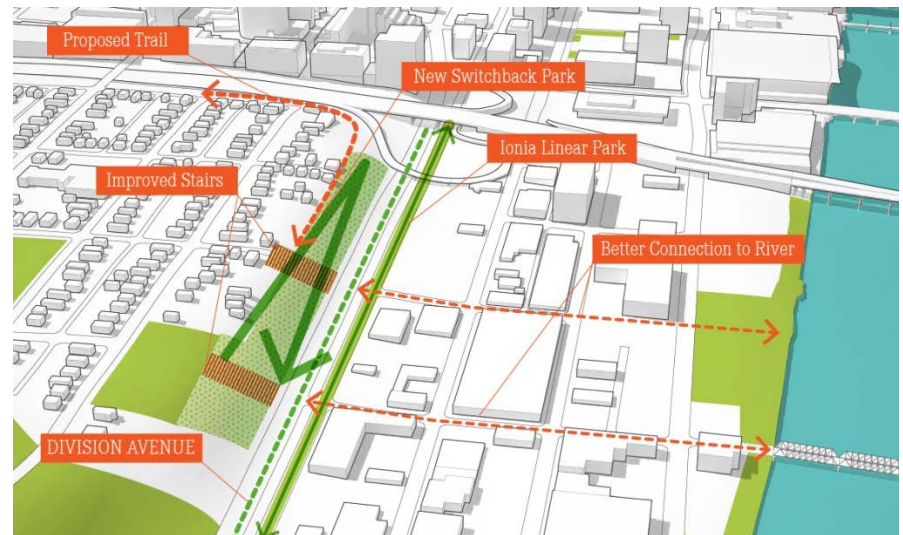 Proposed Trail
New Switchback Park
Ionia Linear Park
Improved Stairs
Better Connection to River
DIVISION AVENUE